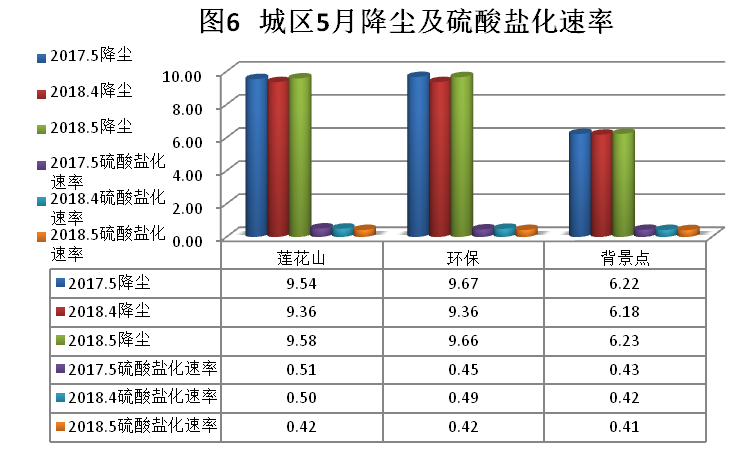 图6 城区5月降尘及硫酸盐化速率
2017.5降尘
2018.4降尘
2018.5降尘
2017.5硫酸盐化
速率
2018.4硫酸盐化
速率
2018.5硫酸盐化
速率
10.00
8.00
6.00
4.00
2.00
0.00
莲花山 环保 背景点
2017.5降尘 9.54 9.67 6.22
2018.4降尘 9.36 9.36 6.18
2018.5降尘 9.58 9.66 6.23
2017.5硫酸盐化速率 0.51 0.45 0.43
2018.4硫酸盐化速率 0.50 0.49 0.42
2018.5硫酸盐化速率 0.42 0.42 0.41